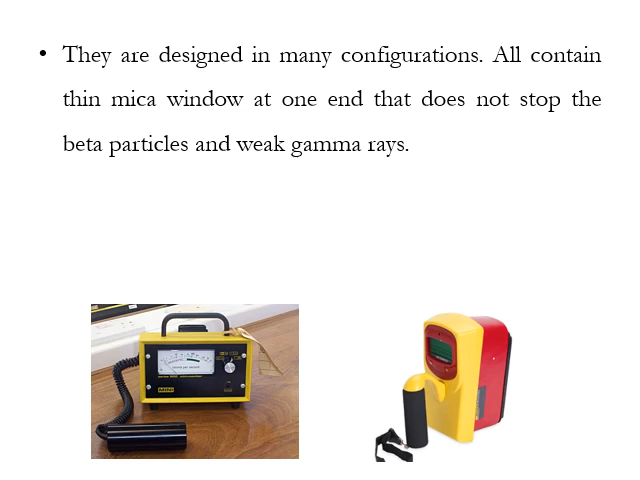 • They are designed in many configurations. All contain
thin mica window at one end that does not stop the
beta particles and weak gamma rays.